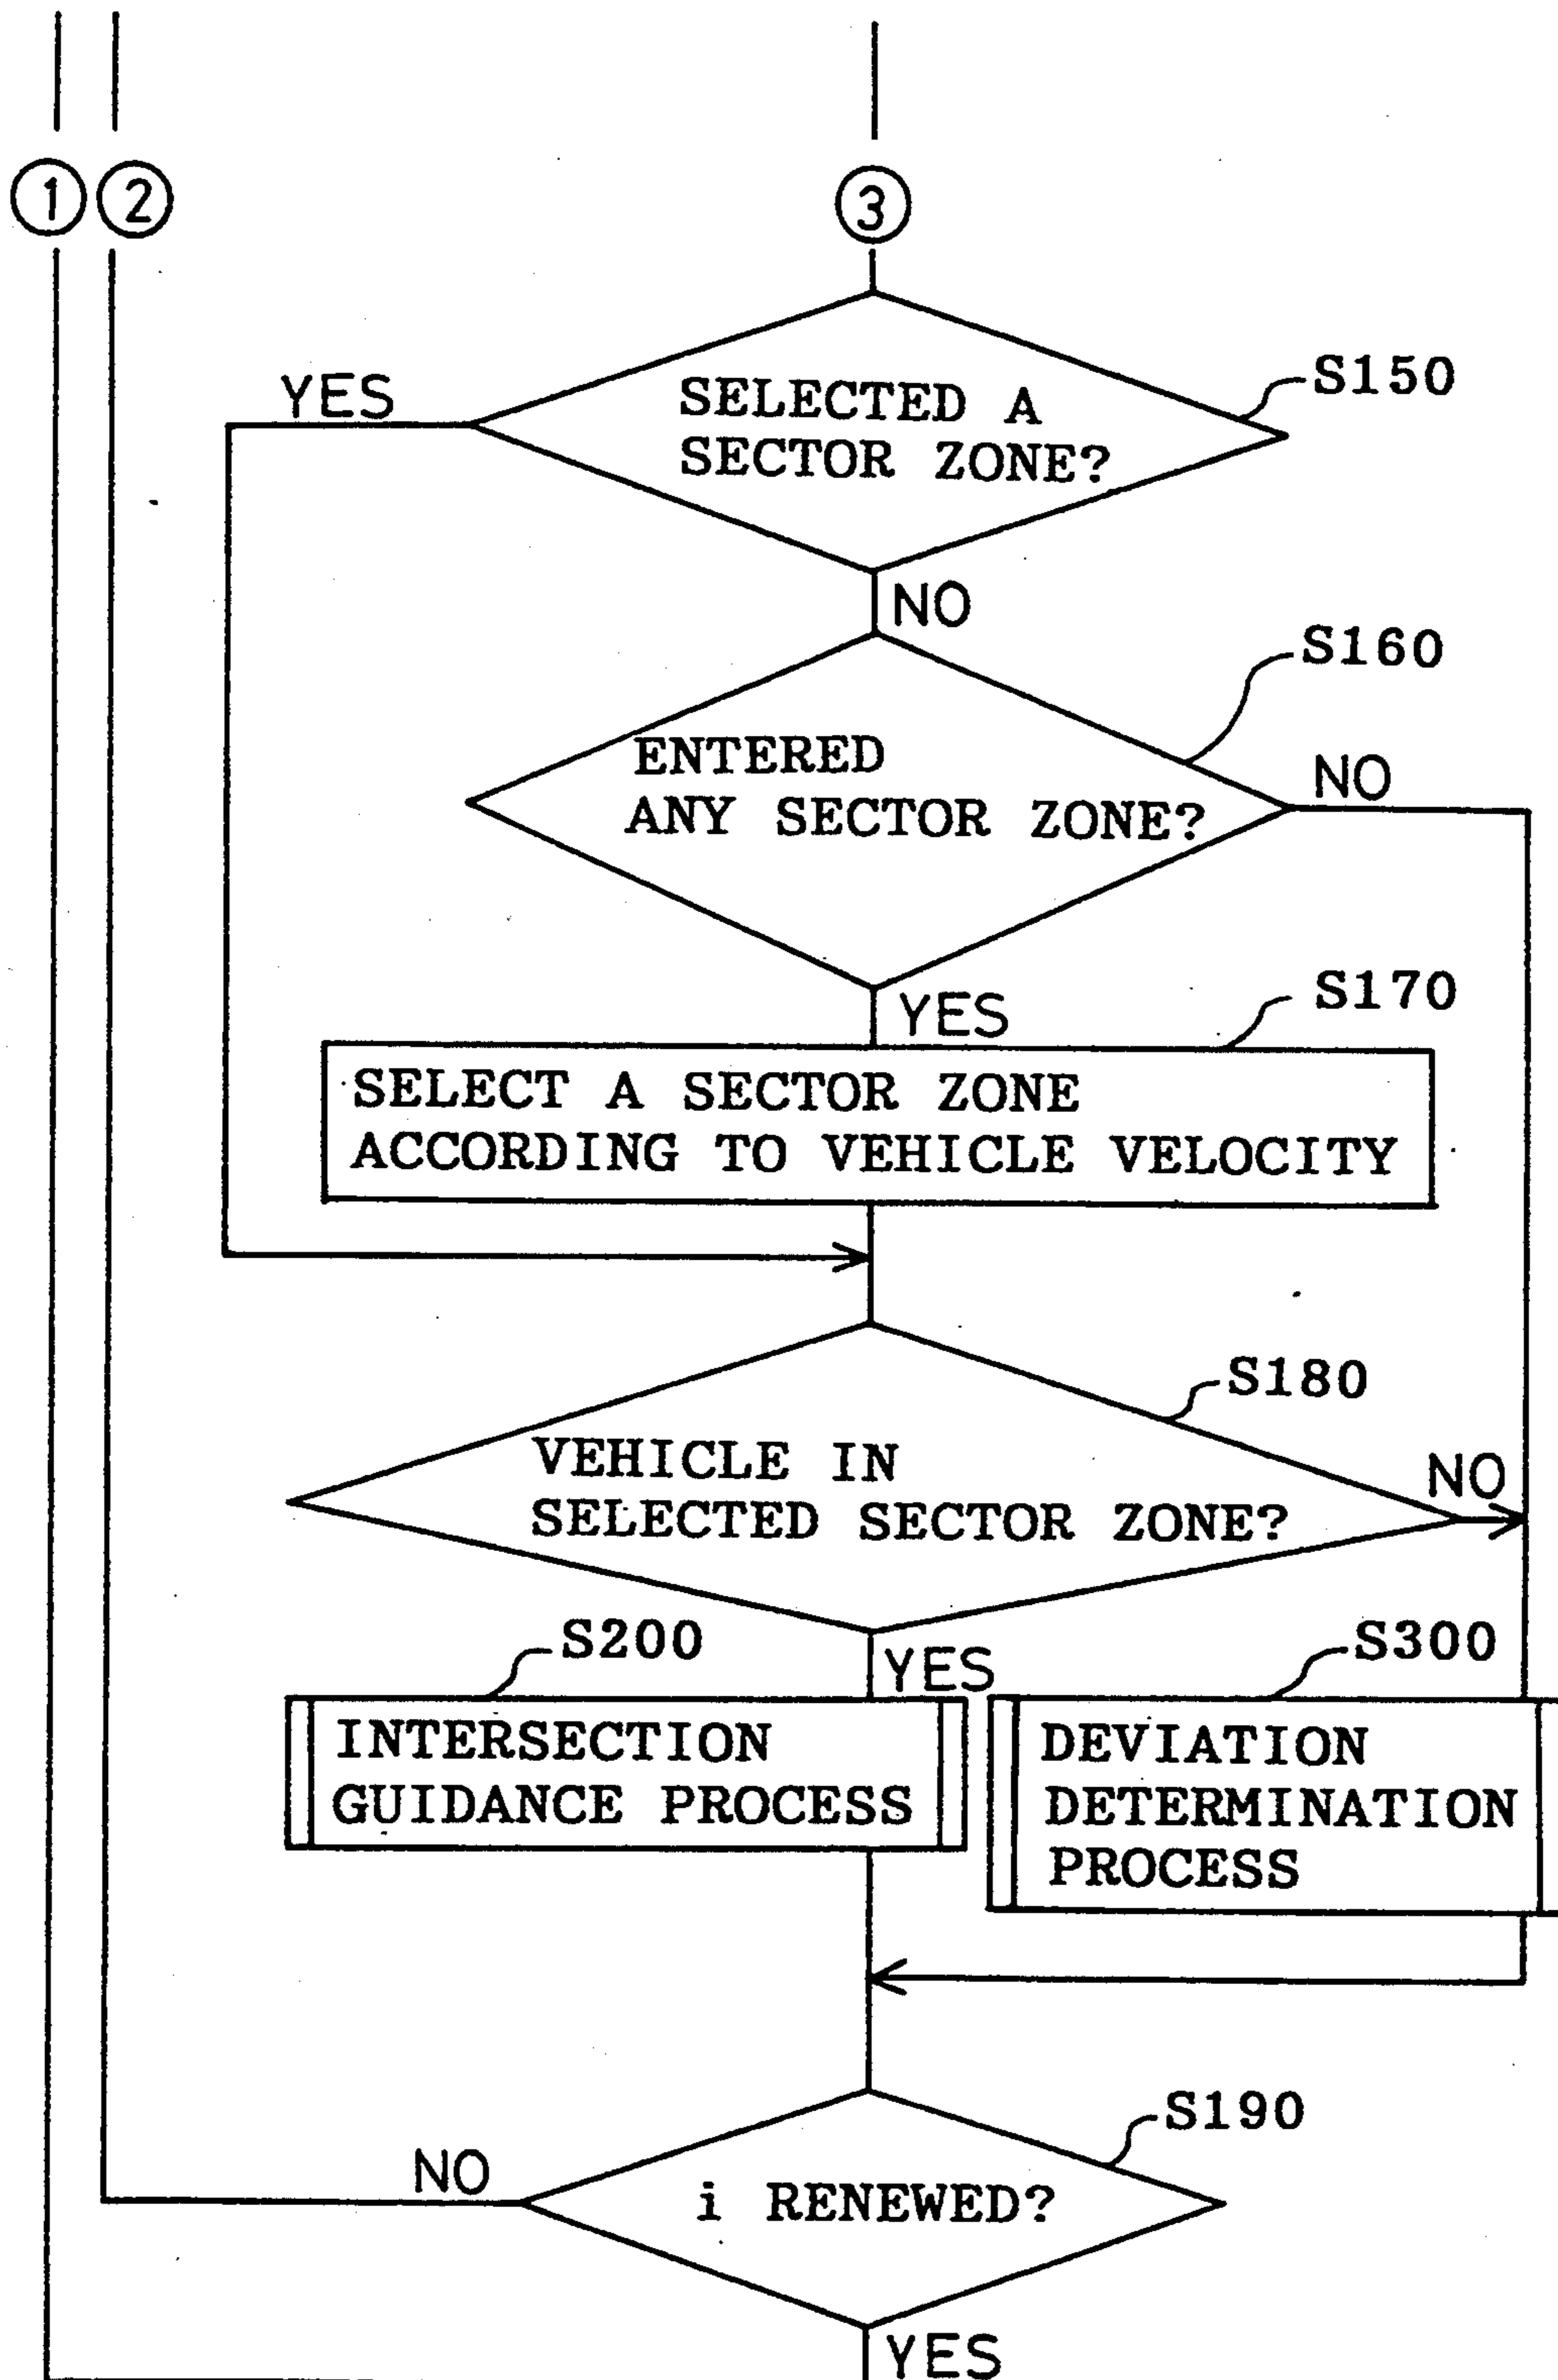 ① ② ③
S150
YES
SELECTED A
SECTOR ZONE?
NO
S160
ENTERED
ANY SECTOR ZONE?
NO
S170
YES
SELECT A SECTOR ZONE
ACCORDING TO VEHICLE VELOCITY
S180
VEHICLE IN
SELECTED SECTOR ZONE?
NO
S200
YES
S300
INTERSECTION
GUIDANCE PROCESS
DEVIATION
DETERMINATION
PROCESS
S190
NO
i RENEWED?
YES